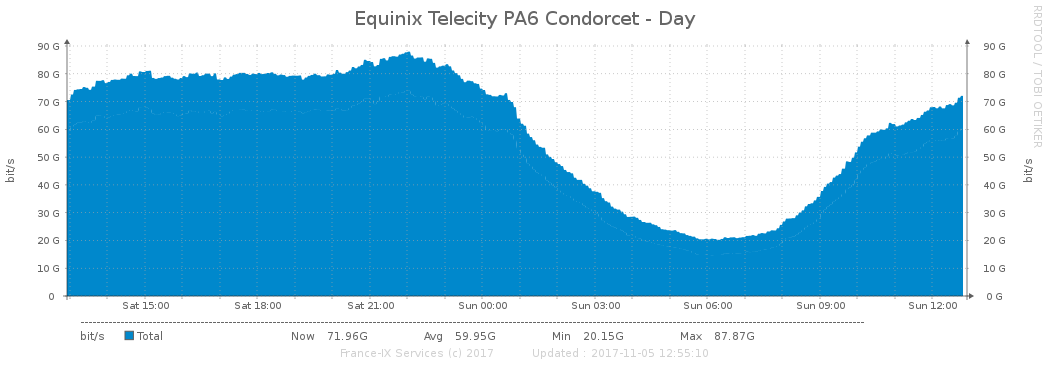 Equinix Telecity PA6 Condorcet - Day
RRDTOOL / TOBI OETIKER
90 G 90 G
80 G 80 G
70 G 70 G
60 G 60 G
50 G 50 G
40 G 40 G
30 G 30 G
20 G 20 G
10 G 10 G
0 0 G
bit/s bit/s
Sat 15:00 Sat 18:00 Sat 21:00 Sun 00:00 Sun 03:00 Sun 06:00 Sun 09:00 Sun 12:00
bit/s Total Now 71.96G Avg 59.95G Min 20.15G Max 87.87G
France-IX Services (c) 2017 Updated : 2017-11-05 12:55:10